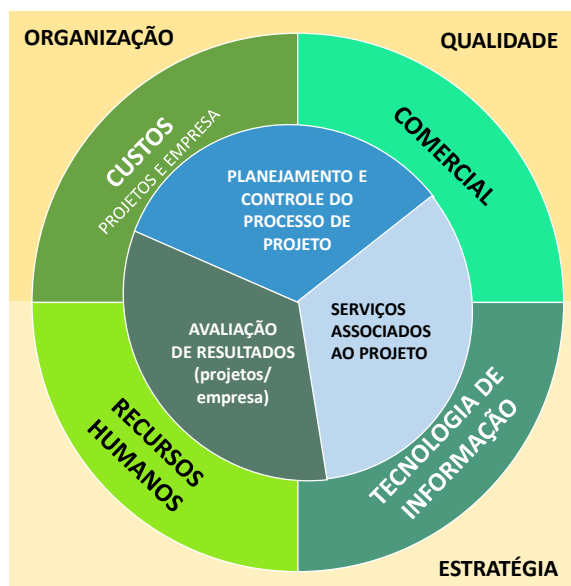 ORGANIZAÇÃO
QUALIDADE
CUSTOS
PROJETOS E EMPRESA
COMERCIAL
PLANEJAMENTO E
CONTROLE DO
PROCESSO DE
PROJETO
SERVIÇOS
ASSOCIADOS
AO PROJETO
AVALIAÇÃO
DE RESULTADOS
(projetos/
empresa)
RECURSOS
HUMANOS
TECNOLOGIA DE
INFORMAÇÃO
ESTRATÉGIA